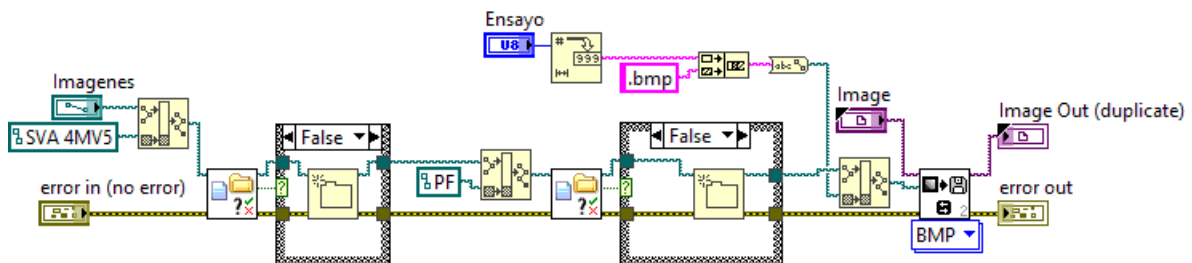 Ensayo
U8
# 999
.bmp
abc
Imagenes
SVA 4MV5
error in (no error)
?
False
?
PF
?
False
?
Image
Image Out (duplicate)
error out
2
BMP